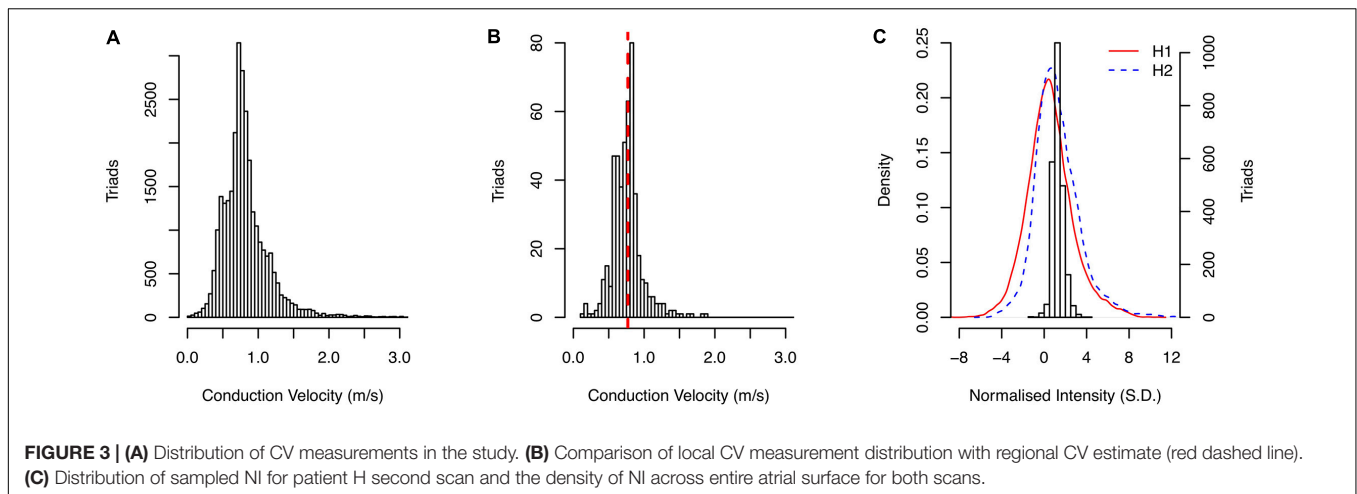 A
Triads
500
1500
2500
0
0.0
1.0
2.0
3.0
Conduction Velocity (m/s)
B
Triads
0
20
40
60
80
0.0
1.0
2.0
3.0
Conduction Velocity (m/s)
C
H1
H2
Density
0.00
0.05
0.10
0.15
0.20
0.25
Triads
0
200
400
600
800
1000
−8
−4
0
4
8
12
Normalised Intensity (S.D.)
FIGURE 3 | (A) Distribution of CV measurements in the study. (B) Comparison of local CV measurement distribution with regional CV estimate (red dashed line).
(C) Distribution of sampled NI for patient H second scan and the density of NI across entire atrial surface for both scans.